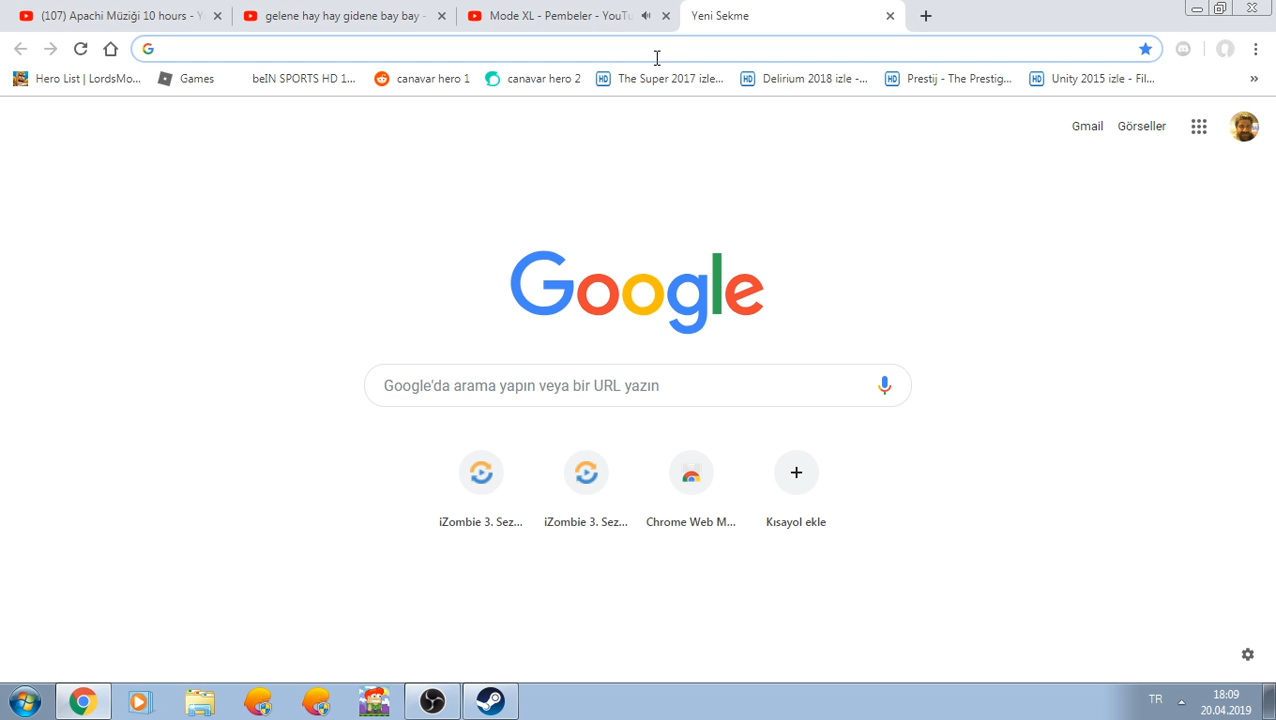 (107) Apachi Müziği 10 hours - Y
gelene hay hay gidene bay bay -
Mode XL - Pembeler - YouTu
Yeni Sekme
Hero List | LordsMo...
Games
beIN SPORTS HD 1...
canavar hero 1
canavar hero 2
The Super 2017 izle...
Delirium 2018 izle -...
Prestij - The Prestig...
Unity 2015 izle - Fil...
Gmail
Görseller
Google
Google'da arama yapın veya bir URL yazın
iZombie 3. Sez...
iZombie 3. Sez...
Chrome Web M...
Kısayol ekle
TR
18:09
20.04.2019